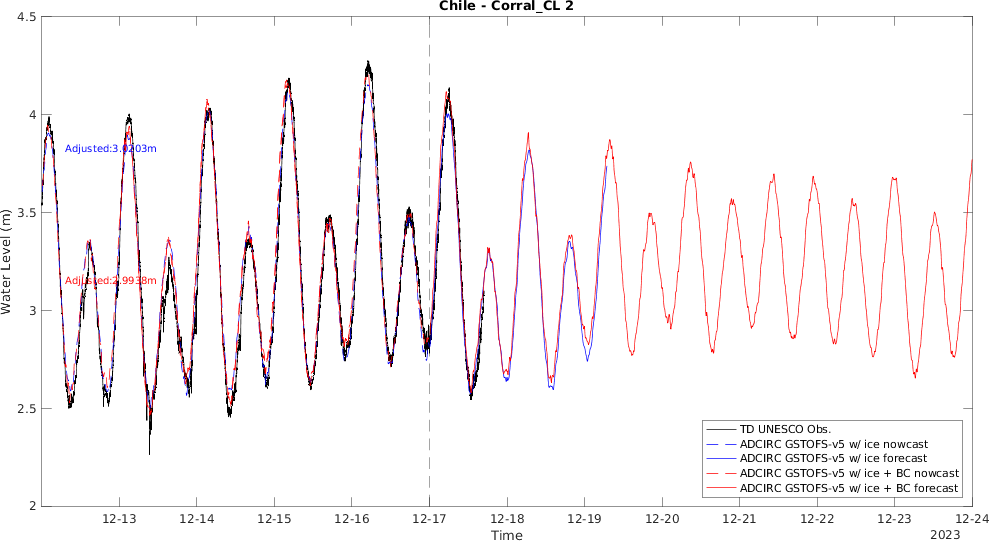 Chile - Corral_CL 2
4.5
4
3.5
3
2.5
2
Water Level (m)
Adjusted:3.0203m
Adjusted:2.9938m
TD UNESCO Obs.
ADCIRC GSTOFS-v5 w/ ice nowcast
ADCIRC GSTOFS-v5 w/ ice forecast
ADCIRC GSTOFS-v5 w/ ice + BC nowcast
ADCIRC GSTOFS-v5 w/ ice + BC forecast
12-13 12-14 12-15 12-16 12-17 12-18 12-19 12-20 12-21 12-22 12-23 12-24
Time
2023